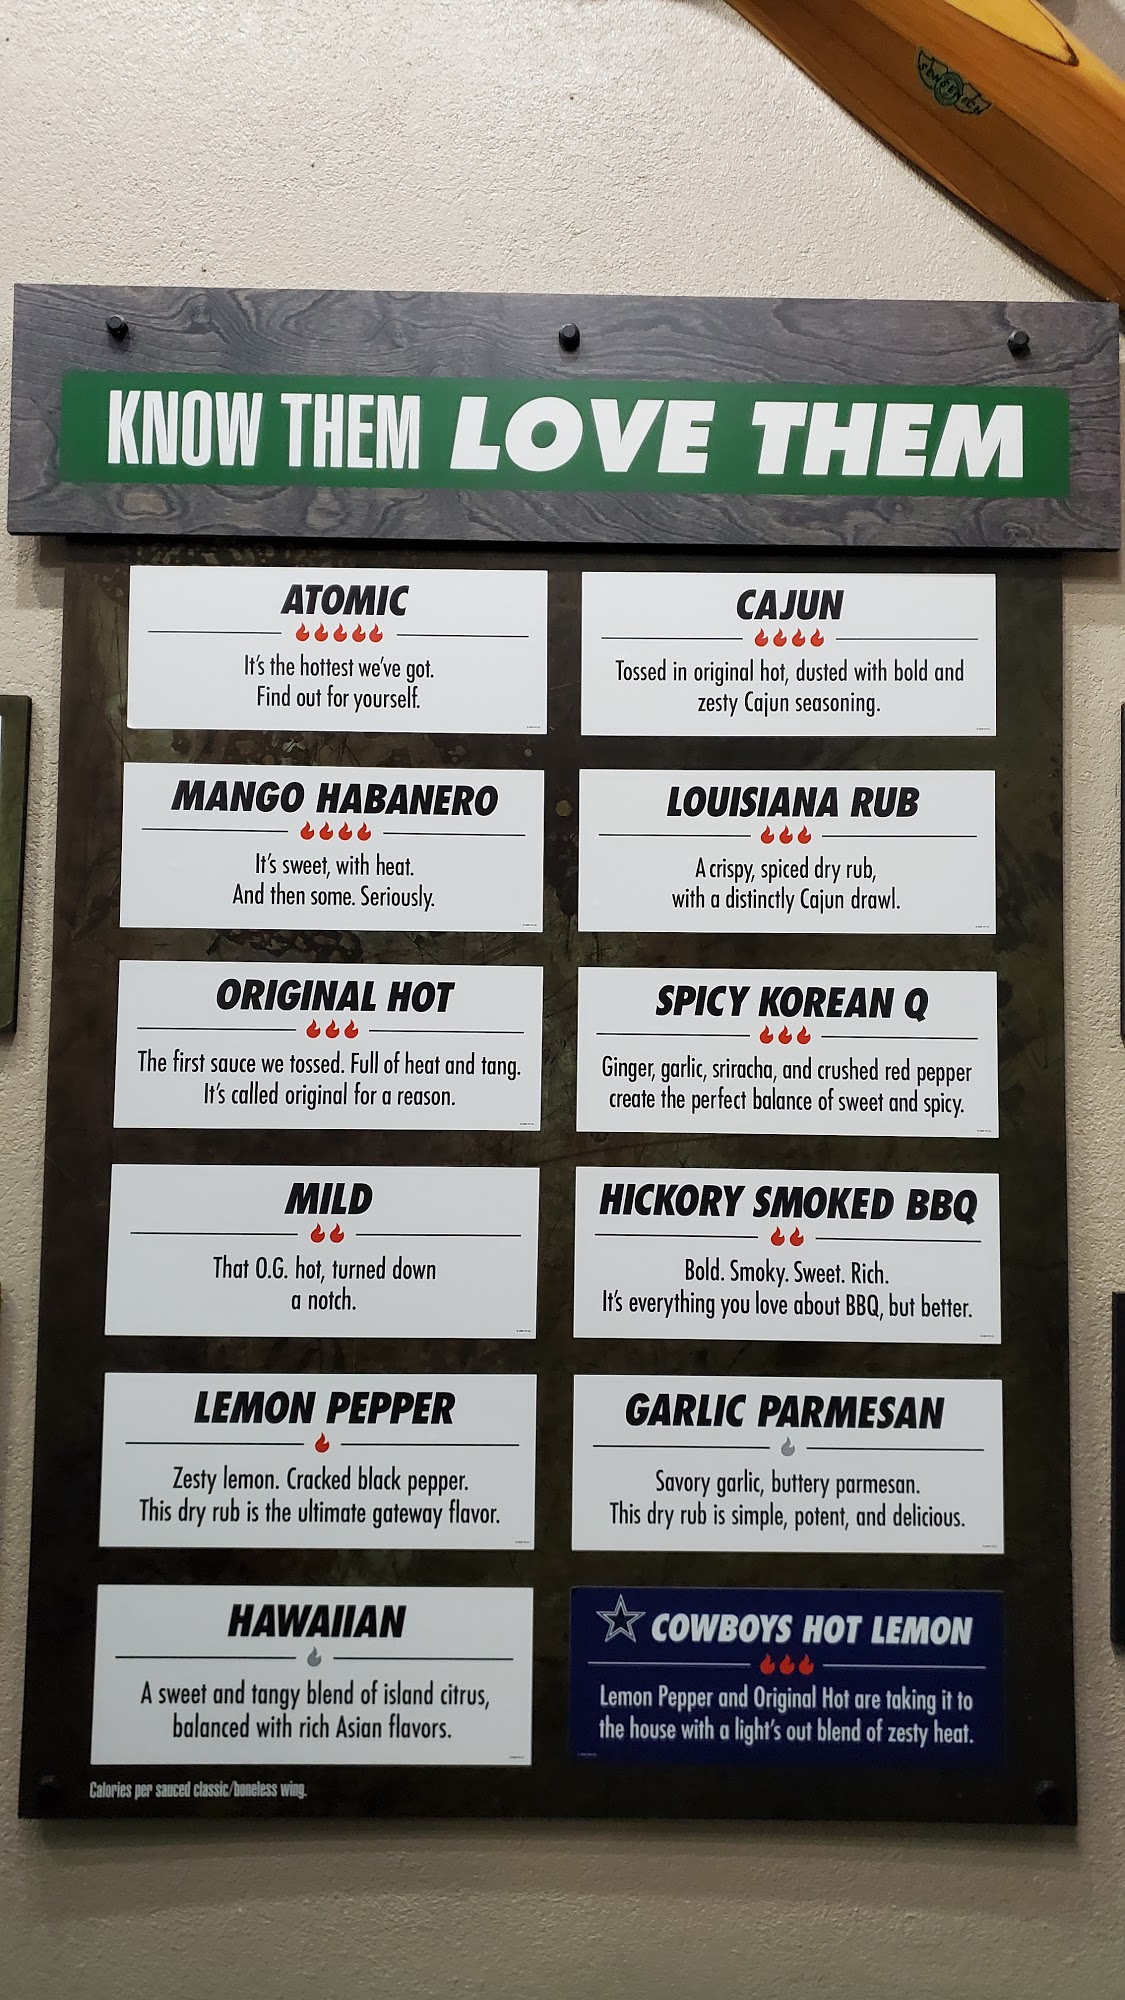 KNOW THEM LOVE THEM
ATOMIC
It's the hottest we've got.
Find out for yourself.
CAJUN
Tossed in original hot, dusted with bold and
zesty Cajun seasoning.
MANGO HABANERO
It's sweet, with heat.
And then some. Seriously.
LOUISIANA RUB
A crispy, spiced dry rub,
with a distinctly Cajun drawl.
ORIGINAL HOT
The first sauce we tossed. Full of heat and tang.
It's called original for a reason.
SPICY KOREAN Q
Ginger, garlic, sriracha, and crushed red pepper
create the perfect balance of sweet and spicy.
MILD
That O.G. hot, turned down
a notch.
HICKORY SMOKED BBQ
Bold. Smoky. Sweet. Rich.
It's everything you love about BBQ, but better.
LEMON PEPPER
Zesty lemon. Cracked black pepper.
This dry rub is the ultimate gateway flavor.
GARLIC PARMESAN
Savory garlic, buttery parmesan.
This dry rub is simple, potent, and delicious.
HAWAIIAN
A sweet and tangy blend of island citrus,
balanced with rich Asian flavors.
COWBOYS HOT LEMON
Lemon Pepper and Original Hot are taking it to
the house with a light's out blend of zesty heat.
Calories per sauced classic/boneless wing.